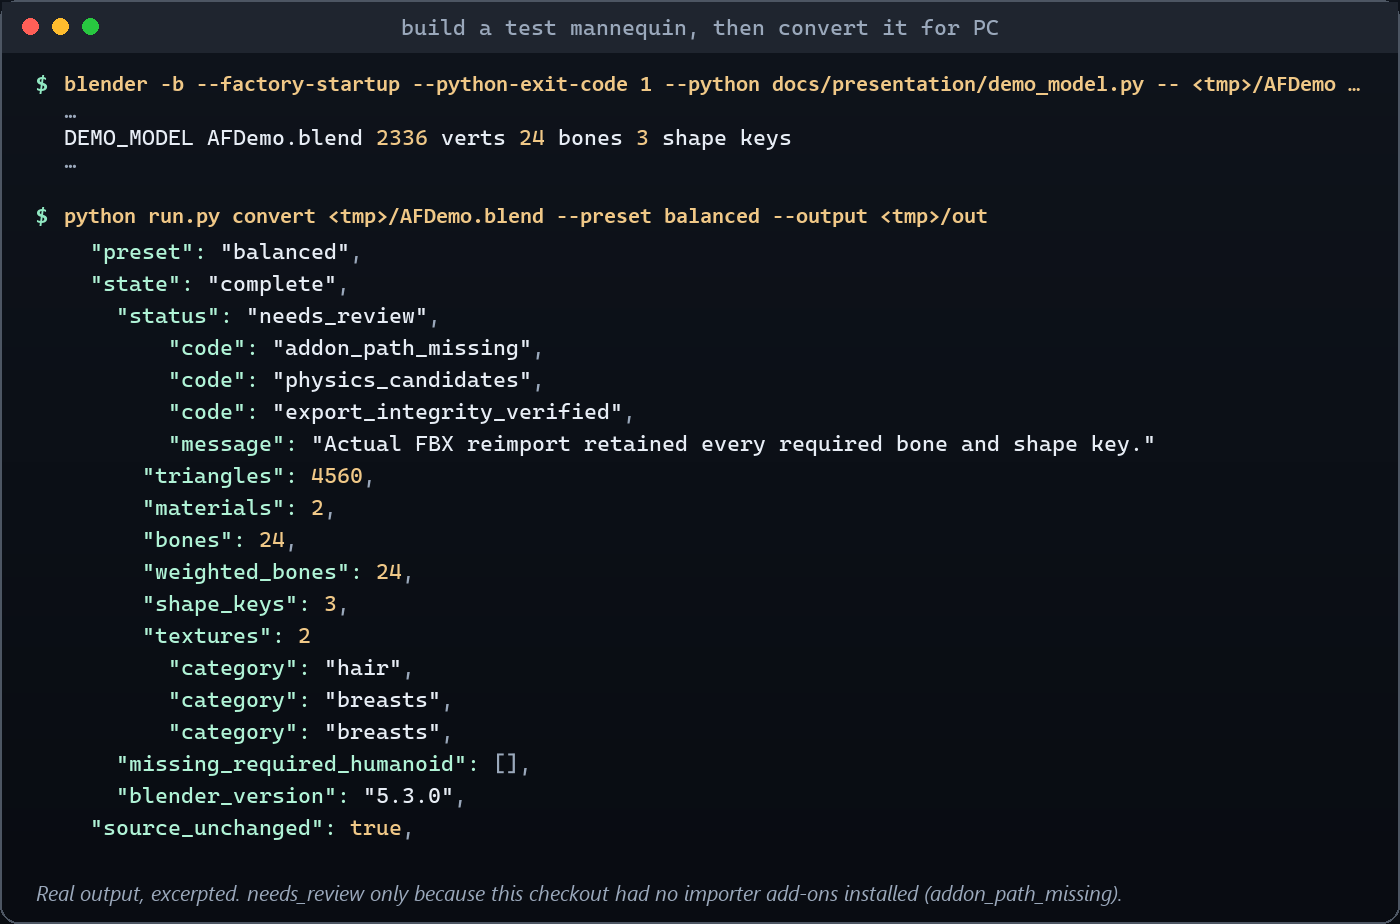 build a test mannequin, then convert it for PC
$ blender -b --factory-startup --python-exit-code 1 --python docs/presentation/demo_model.py -- <tmp>/AFDemo …
…
DEMO_MODEL AFDemo.blend 2336 verts 24 bones 3 shape keys
…
$ python run.py convert <tmp>/AFDemo.blend --preset balanced --output <tmp>/out
"preset": "balanced",
"state": "complete",
"status": "needs_review",
"code": "addon_path_missing",
"code": "physics_candidates",
"code": "export_integrity_verified",
"message": "Actual FBX reimport retained every required bone and shape key."
"triangles": 4560,
"materials": 2,
"bones": 24,
"weighted_bones": 24,
"shape_keys": 3,
"textures": 2
"category": "hair",
"category": "breasts",
"category": "breasts",
"missing_required_humanoid": [],
"blender_version": "5.3.0",
"source_unchanged": true,
Real output, excerpted. needs_review only because this checkout had no importer add-ons installed (addon_path_missing).